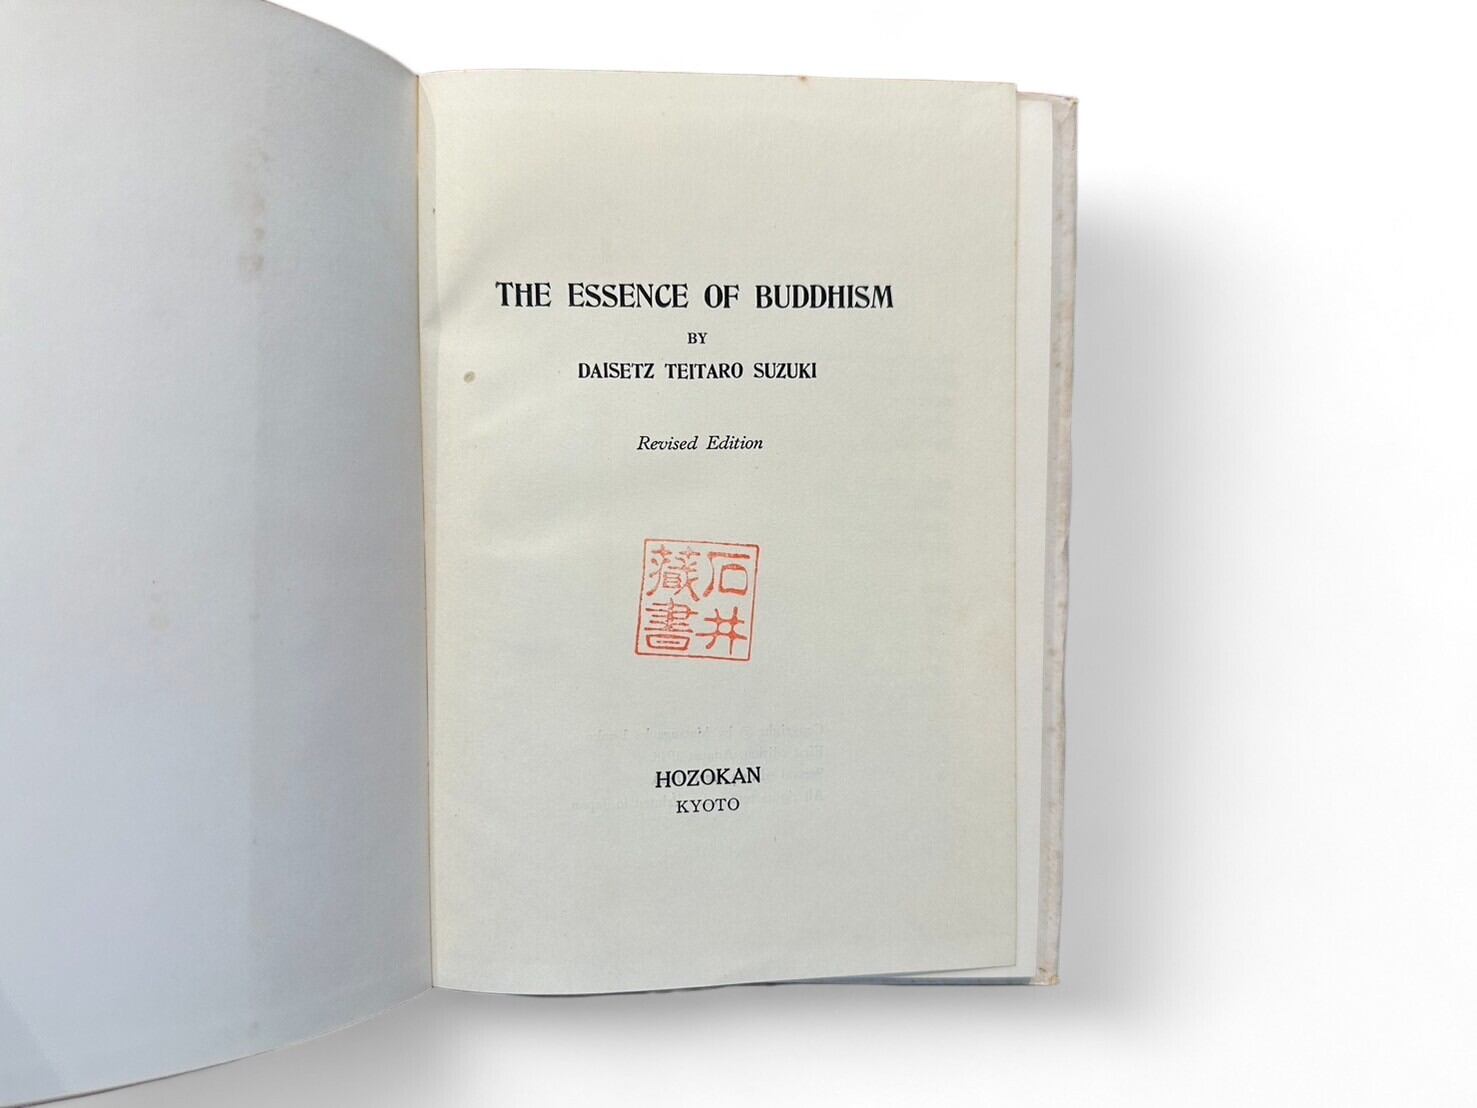 THE ESSENCE OF BUDDHISM
BY
DAISETZ TEITARO SUZUKI
Revised Edition
石井
藏書
HOZOKAN
KYOTO